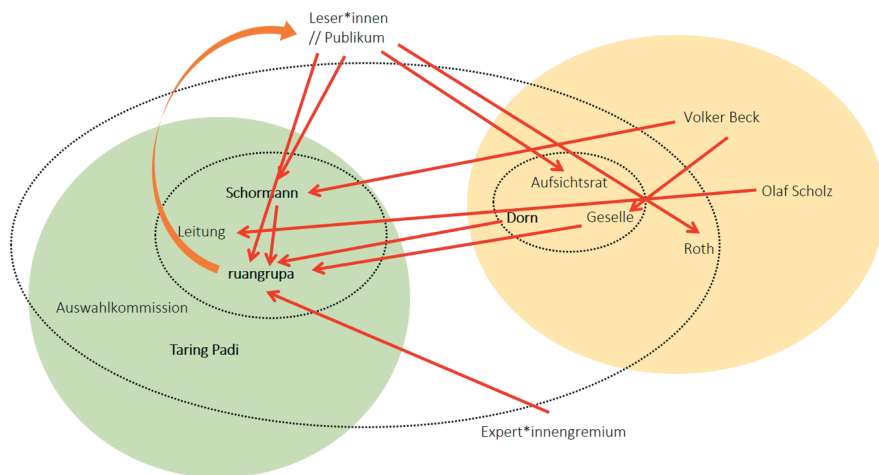 Leser*innen
// Publikum
Volker Beck
Aufsichtsrat
Schormann
Olaf Scholz
Dorn
Geselle
Leitung
Roth
ruangrupa
Auswahlkommission
Taring Padi
Expert*innengremium